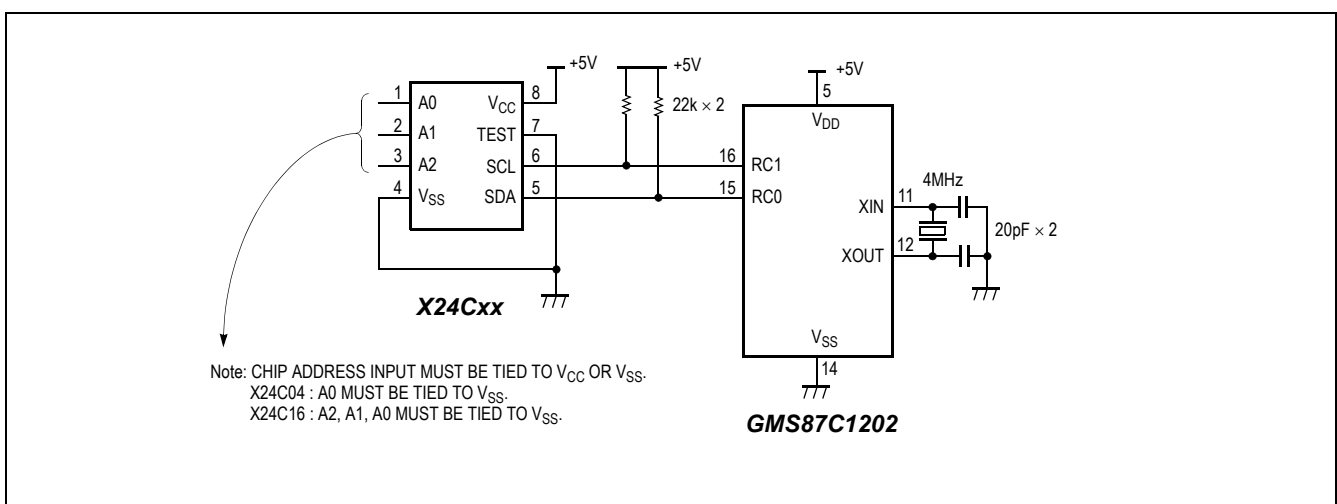 +5V
1 A0
2 A1
3 A2
4 VSS
VCC 8
TEST 7
SCL 6
SDA 5
X24Cxx
+5V
22k × 2
+5V
5
VDD
16 RC1
15 RC0
XIN 11
XOUT 12
4MHz
20pF × 2
VSS
14
GMS87C1202
Note: CHIP ADDRESS INPUT MUST BE TIED TO VCC OR VSS.
X24C04 : A0 MUST BE TIED TO VSS.
X24C16 : A2, A1, A0 MUST BE TIED TO VSS.